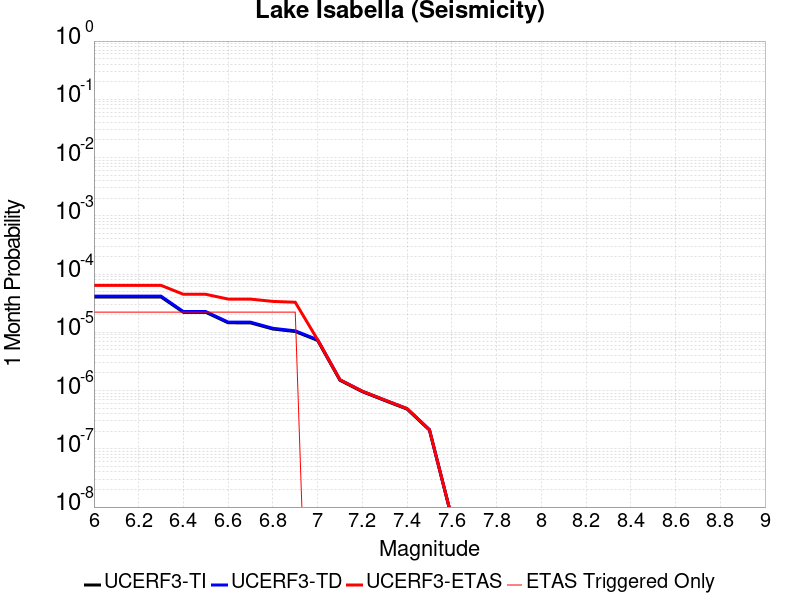 Lake Isabella (Seismicity)
10^0
10^-1
10^-2
10^-3
10^-4
10^-5
10^-6
10^-7
10^-8
1 Month Probability
6 6.2 6.4 6.6 6.8 7 7.2 7.4 7.6 7.8 8 8.2 8.4 8.6 8.8 9
Magnitude
UCERF3-TI UCERF3-TD UCERF3-ETAS ETAS Triggered Only